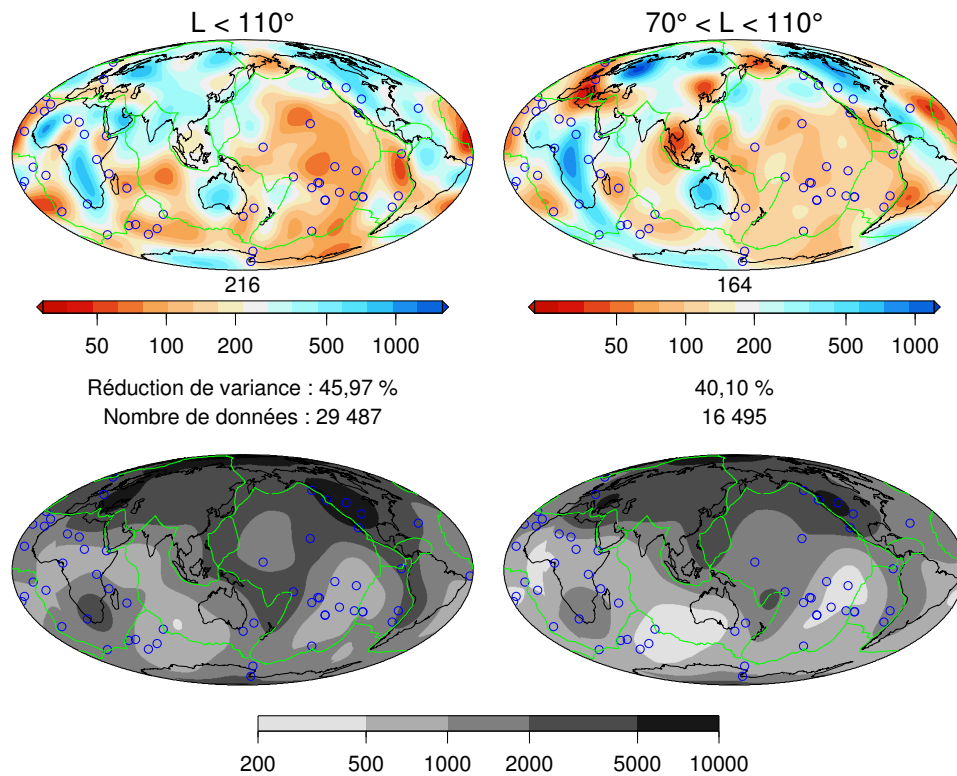 L < 110°
70° < L < 110°
216
164
50 100 200 500 1000
50 100 200 500 1000
Réduction de variance : 45,97 %
40,10 %
Nombre de données : 29 487
16 495
200 500 1000 2000 5000 10000